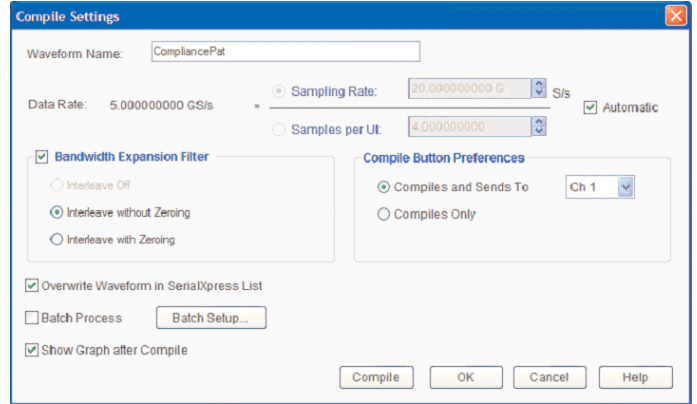 Compile Settings
Waveform Name: CompliancePat
Data Rate: 5.000000000 GS/s = Sampling Rate: 20.000000000 G S/s
Samples per UI: 4.000000000
Automatic
Bandwidth Expansion Filter
Interleave Off
Interleave without Zeroing
Interleave with Zeroing
Compile Button Preferences
Compiles and Sends To Ch 1
Compiles Only
Overwrite Waveform in SerialXpress List
Batch Process Batch Setup...
Show Graph after Compile
Compile OK Cancel Help